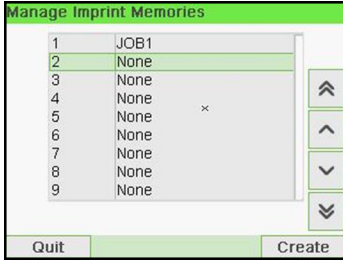 Manage Imprint Memories
1 JOB1
2 None
3 None
4 None
5 None
6 None
7 None
8 None
9 None
Quit Create